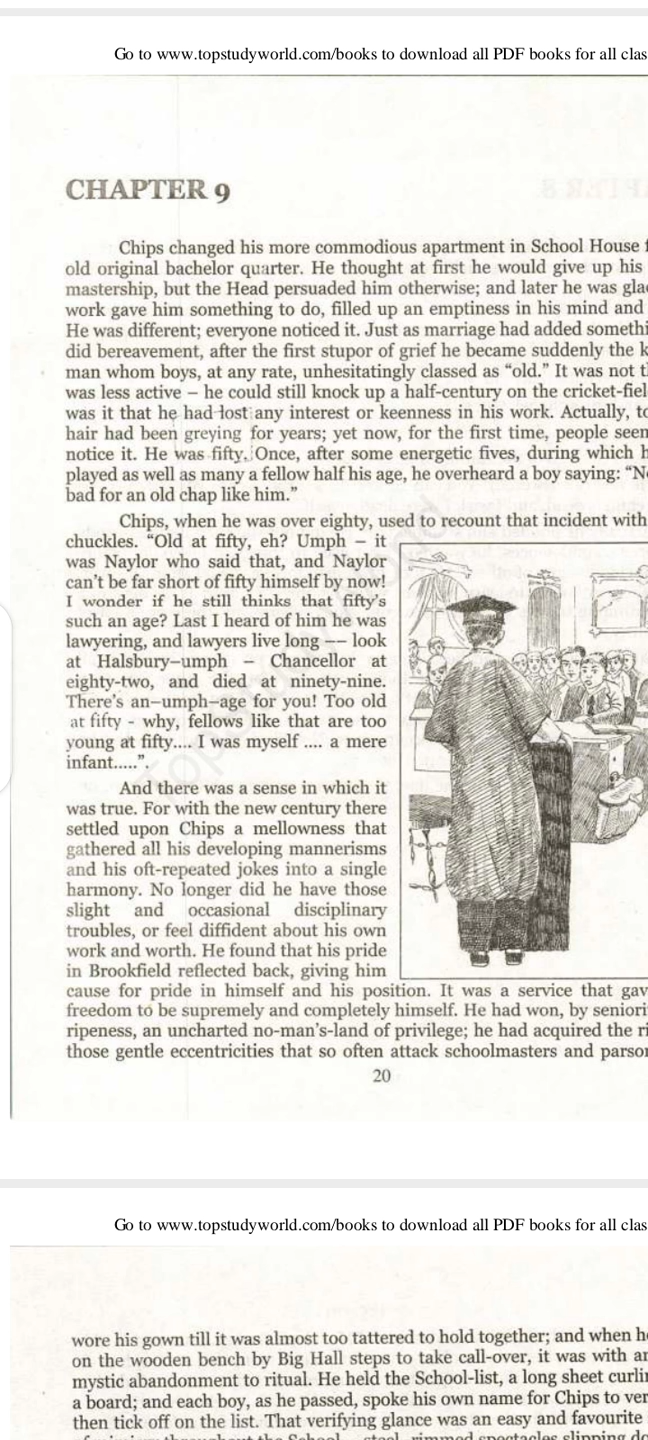 Go to www.topstudyworld.com/books to download all PDF books for all clas
CHAPTER 9
Chips changed his more commodious apartment in School House
old original bachelor quarter. He thought at first he would give up his
mastership, but the Head persuaded him otherwise; and later he was gla
work gave him something to do, filled up an emptiness in his mind and
He was different; everyone noticed it. Just as marriage had added somethi
did bereavement, after the first stupor of grief he became suddenly the k
man whom boys, at any rate, unhesitatingly classed as “old.” It was not t
was less active – he could still knock up a half-century on the cricket-fiel
was it that he had lost any interest or keenness in his work. Actually, to
hair had been greying for years; yet now, for the first time, people seem
notice it. He was fifty. Once, after some energetic fives, during which h
played as well as many a fellow half his age, he overheard a boy saying: “N
bad for an old chap like him.”
Chips, when he was over eighty, used to recount that incident with
chuckles. “Old at fifty, eh? Umph – it
was Naylor who said that, and Naylor
can’t be far short of fifty himself by now!
I wonder if he still thinks that fifty’s
such an age? Last I heard of him he was
lawyering, and lawyers live long –– look
at Halsbury–umph – Chancellor at
eighty-two, and died at ninety-nine.
There’s an–umph–age for you! Too old
at fifty - why, fellows like that are too
young at fifty.... I was myself .... a mere
infant.....”.
And there was a sense in which it
was true. For with the new century there
settled upon Chips a mellowness that
gathered all his developing mannerisms
and his oft-repeated jokes into a single
harmony. No longer did he have those
slight and occasional disciplinary
troubles, or feel diffident about his own
work and worth. He found that his pride
in Brookfield reflected back, giving him
cause for pride in himself and his position. It was a service that gav
freedom to be supremely and completely himself. He had won, by seniori
ripeness, an uncharted no-man’s-land of privilege; he had acquired the ri
those gentle eccentricities that so often attack schoolmasters and parso
20
Go to www.topstudyworld.com/books to download all PDF books for all clas
wore his gown till it was almost too tattered to hold together; and when h
on the wooden bench by Big Hall steps to take call-over, it was with a
mystic abandonment to ritual. He held the School-list, a long sheet curli
a board; and each boy, as he passed, spoke his own name for Chips to ver
then tick off on the list. That verifying glance was an easy and favourite